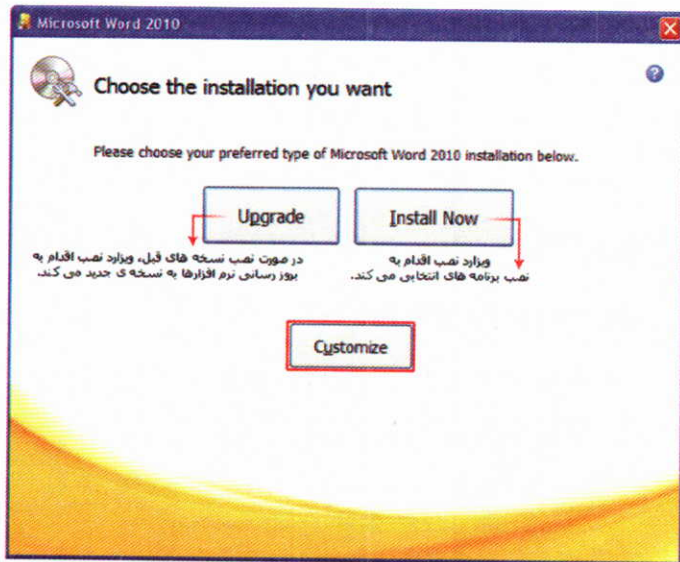 Microsoft Word 2010
Choose the installation you want
Please choose your preferred type of Microsoft Word 2010 installation below.
Upgrade
Install Now
در صورت نصب نسخه های قبل، ویزارد نصب اقدام به
بروز رسانی نرم افزارها به نسخه ی جدید می کند.
ویزارد نصب اقدام به
نصب برنامه های انتخابی می کند.
Customize